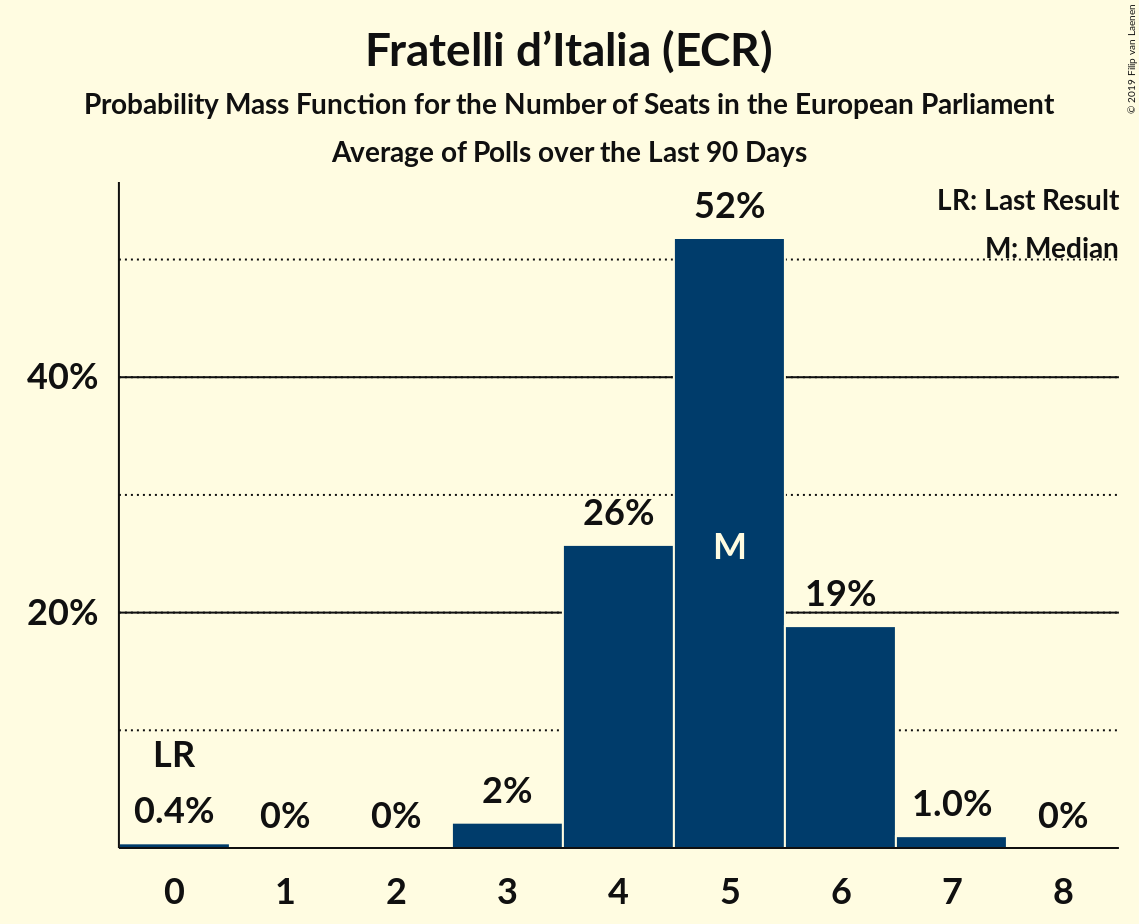 Fratelli d’Italia (ECR)
Probability Mass Function for the Number of Seats in the European Parliament
Average of Polls over the Last 90 Days
© 2019 Filip van Laenen
LR: Last Result
M: Median
52%
40%
26%
M
20%
19%
LR
0.4%
0%
0%
2%
1.0%
0%
0 1 2 3 4 5 6 7 8